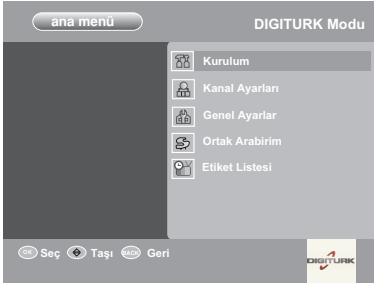 ana menü
DIGITURK Modu
Kurulum
Kanal Ayarları
Genel Ayarlar
Ortak Arabirim
Etiket Listesi
OK Seç Taşı BACK Geri
DIGITURK